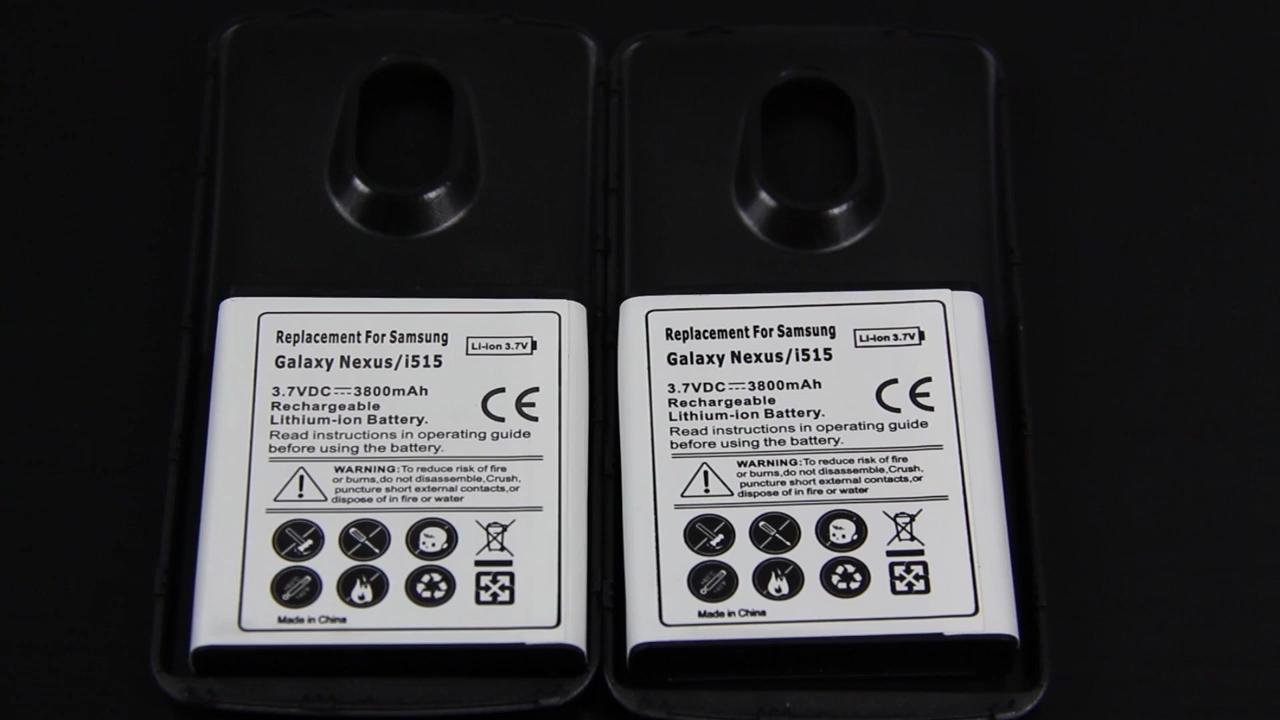 Replacement For Samsung
Galaxy Nexus/i515
Li-ion 3.7V
3.7VDC⎓3800mAh
Rechargeable
Lithium-ion Battery.
CE
Read instructions in operating guide
before using the battery.
WARNING:To reduce risk of fire
or burns,do not disassemble,Crush,
puncture short external contacts,or
dispose of in fire or water
Made in China
Replacement For Samsung
Galaxy Nexus/i515
Li-ion 3.7V
3.7VDC⎓3800mAh
Rechargeable
Lithium-ion Battery.
CE
Read instructions in operating guide
before using the battery.
WARNING:To reduce risk of fire
or burns,do not disassemble,Crush,
puncture short external contacts,or
dispose of in fire or water
Made in China